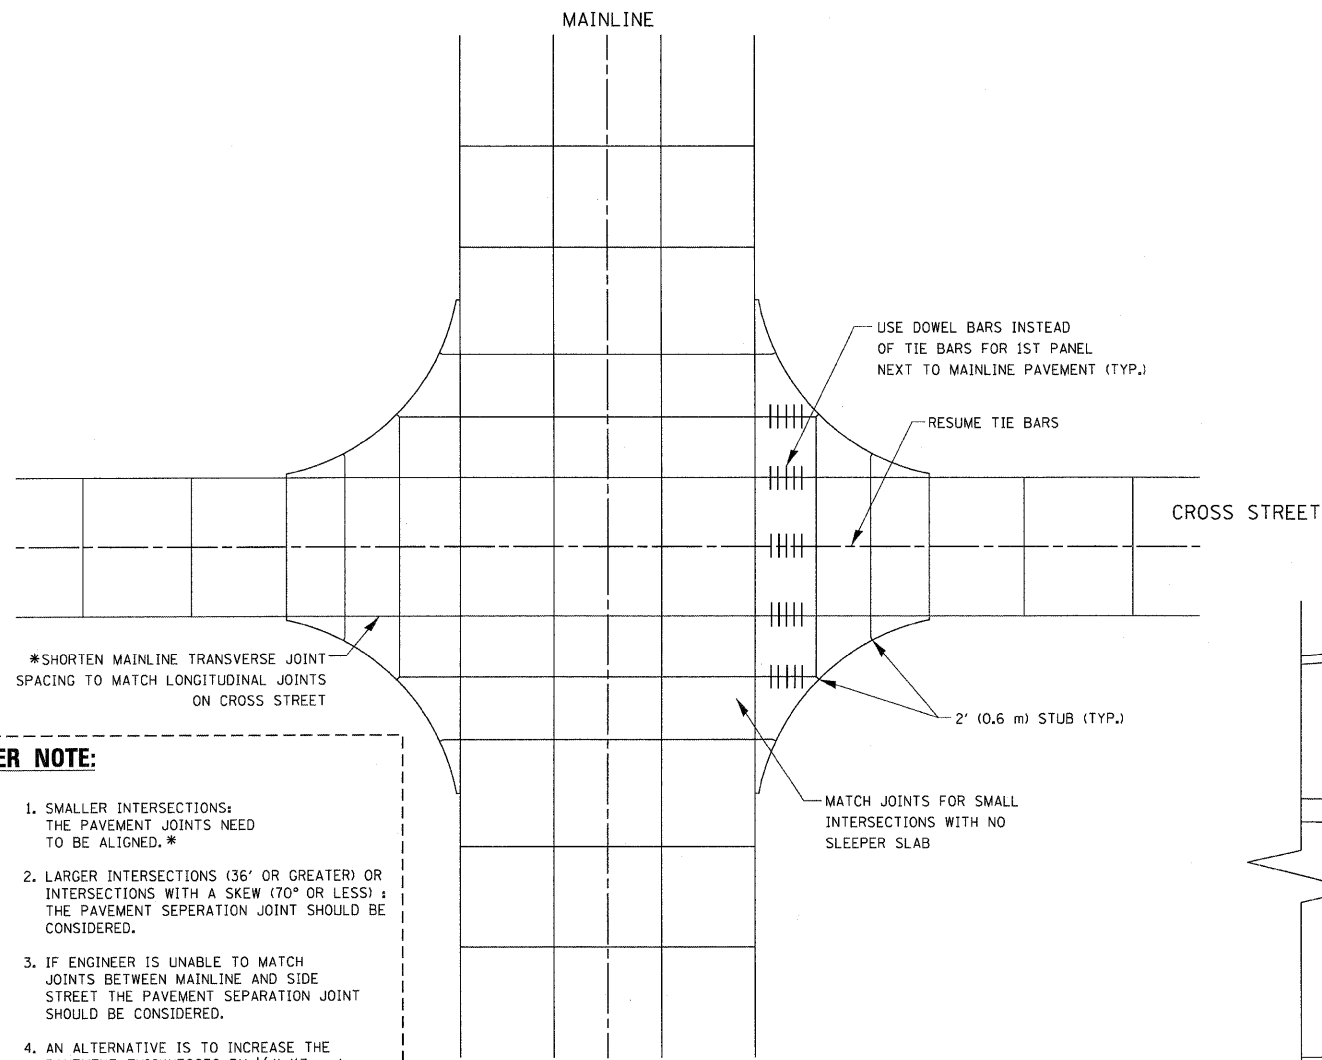 MAINLINE
USE DOWEL BARS INSTEAD
OF TIE BARS FOR 1ST PANEL
NEXT TO MAINLINE PAVEMENT (TYP.)
RESUME TIE BARS
CROSS STREET
*SHORTEN MAINLINE TRANSVERSE JOINT
SPACING TO MATCH LONGITUDINAL JOINTS
ON CROSS STREET
2' (0.6 m) STUB (TYP.)
MATCH JOINTS FOR SMALL
INTERSECTIONS WITH NO
SLEEPER SLAB
ER NOTE:
1. SMALLER INTERSECTIONS:
THE PAVEMENT JOINTS NEED
TO BE ALIGNED.*
2. LARGER INTERSECTIONS (36' OR GREATER) OR
INTERSECTIONS WITH A SKEW (70° OR LESS) :
THE PAVEMENT SEPERATION JOINT SHOULD BE
CONSIDERED.
3. IF ENGINEER IS UNABLE TO MATCH
JOINTS BETWEEN MAINLINE AND SIDE
STREET THE PAVEMENT SEPARATION JOINT
SHOULD BE CONSIDERED.
4. AN ALTERNATIVE IS TO INCREASE THE